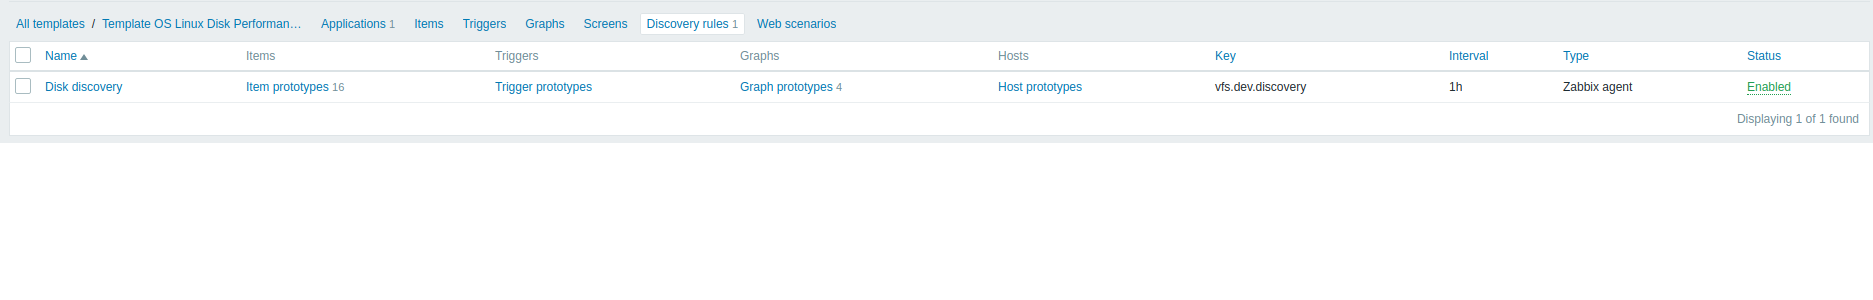 All templates / Template OS Linux Disk Performan… Applications 1 Items Triggers Graphs Screens Discovery rules 1 Web scenarios
Name Items Triggers Graphs Hosts Key Interval Type Status
Disk discovery Item prototypes 16 Trigger prototypes Graph prototypes 4 Host prototypes vfs.dev.discovery 1h Zabbix agent Enabled
Displaying 1 of 1 found